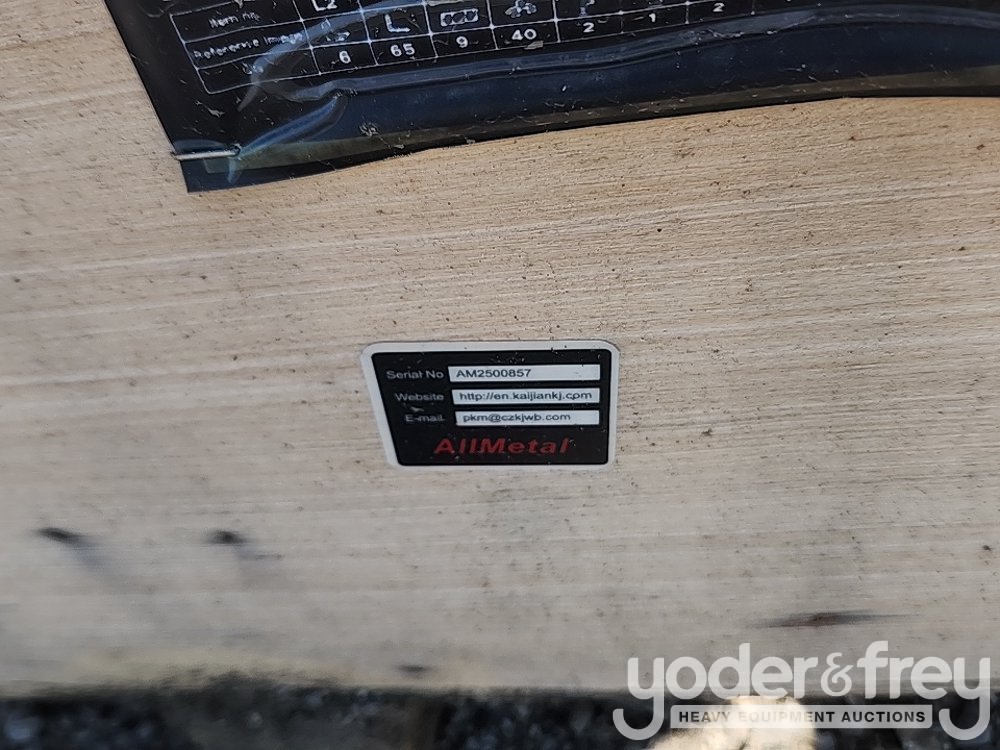 L2
Item no.
Reference image
6 65 9 40 2 1 2
Serial No AM2500857
Website http://en.kaijiankj.com
E-mail pkm@czkjwb.com
AllMetal
yoder&frey
HEAVY EQUIPMENT AUCTIONS